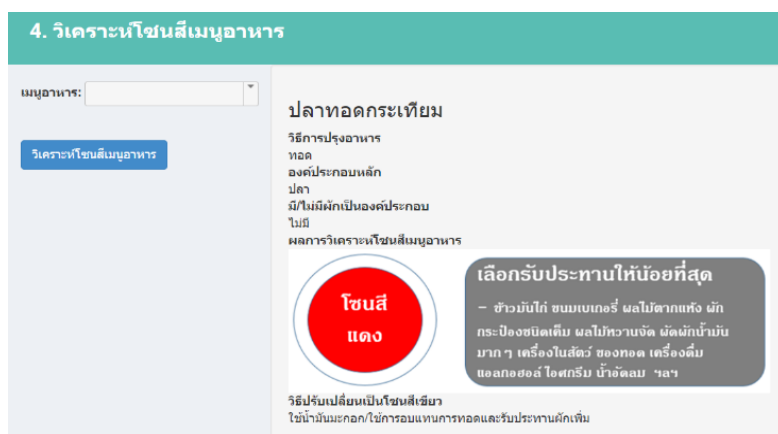 4. วิเคราะห์โซนสีเมนูอาหาร
เมนูอาหาร:
วิเคราะห์โซนสีเมนูอาหาร
ปลาทอดกระเทียม
วิธีการปรุงอาหาร
ทอด
องค์ประกอบหลัก
ปลา
มี/ไม่มีผักเป็นองค์ประกอบ
ไม่มี
ผลการวิเคราะห์โซนสีเมนูอาหาร
โซนสี
แดง
เลือกรับประทานให้น้อยที่สุด
– ข้าวมันไก่ ขนมเบเกอรี่ ผลไม้ตากแห้ง ผัก
กระป๋องชนิดเค็ม ผลไม้หวานจัด ผัดผักน้ำมัน
มาก ๆ เครื่องในสัตว์ ของทอด เครื่องดื่ม
แอลกอฮอล์ ไอศกรีม น้ำอัดลม ฯลฯ
วิธีปรับเปลี่ยนเป็นโซนสีเขียว
ใช้น้ำมันมะกอก/ใช้การอบแทนการทอดและรับประทานผักเพิ่ม